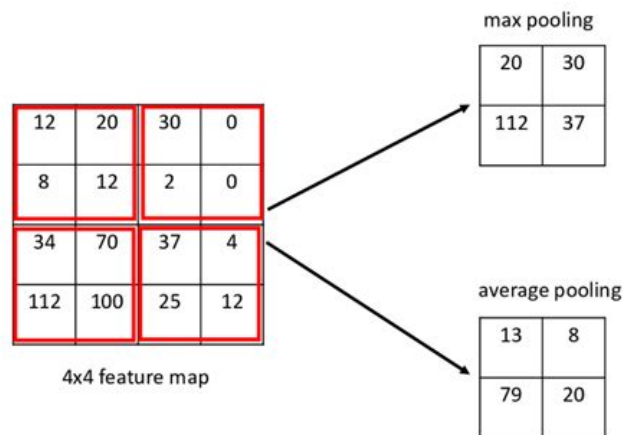 max pooling
20 30
112 37
12 20 30 0
8 12 2 0
34 70 37 4
112 100 25 12
4x4 feature map
average pooling
13 8
79 20